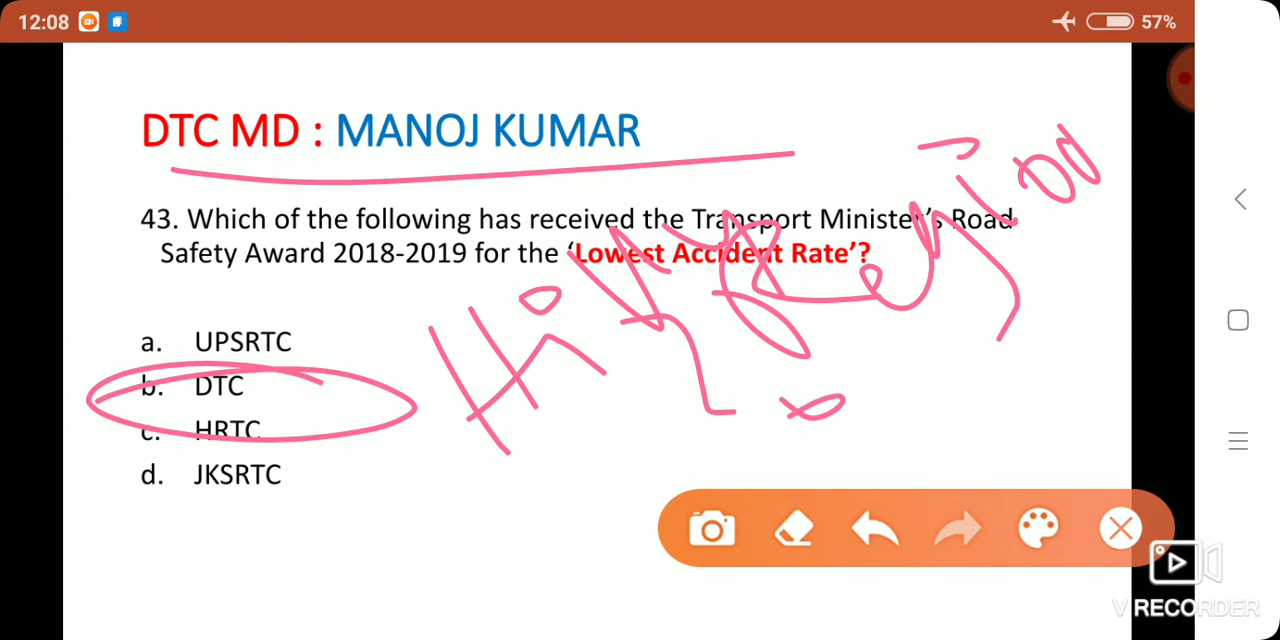 12:08
57%
DTC MD : MANOJ KUMAR
43. Which of the following has received the Transport Minister's Road
Safety Award 2018-2019 for the 'Lowest Accident Rate'?
a. UPSRTC
b. DTC
c. HRTC
d. JKSRTC
V RECORDER